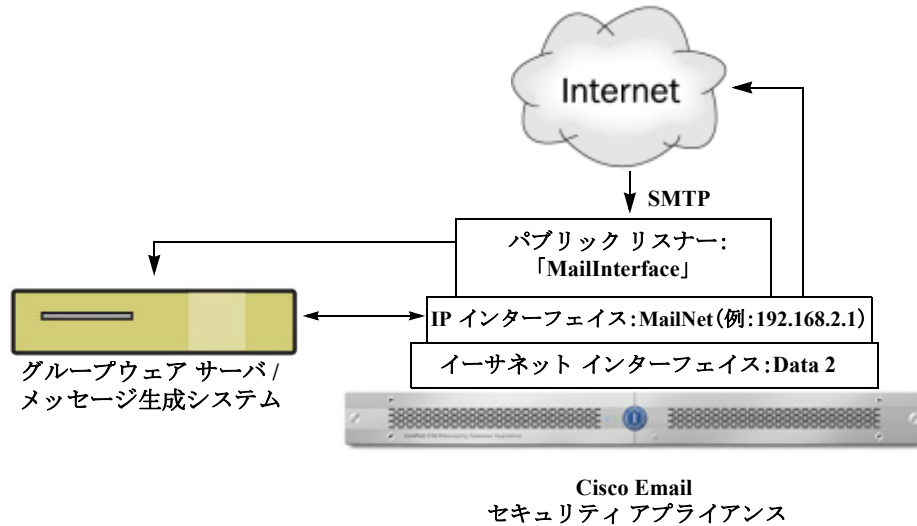 Internet
SMTP
パブリック リスナー:
「MailInterface」
IP インターフェイス:MailNet(例:192.168.2.1)
イーサネット インターフェイス:Data 2
グループウェア サーバ /
メッセージ生成システム
Cisco Email
セキュリティ アプライアンス